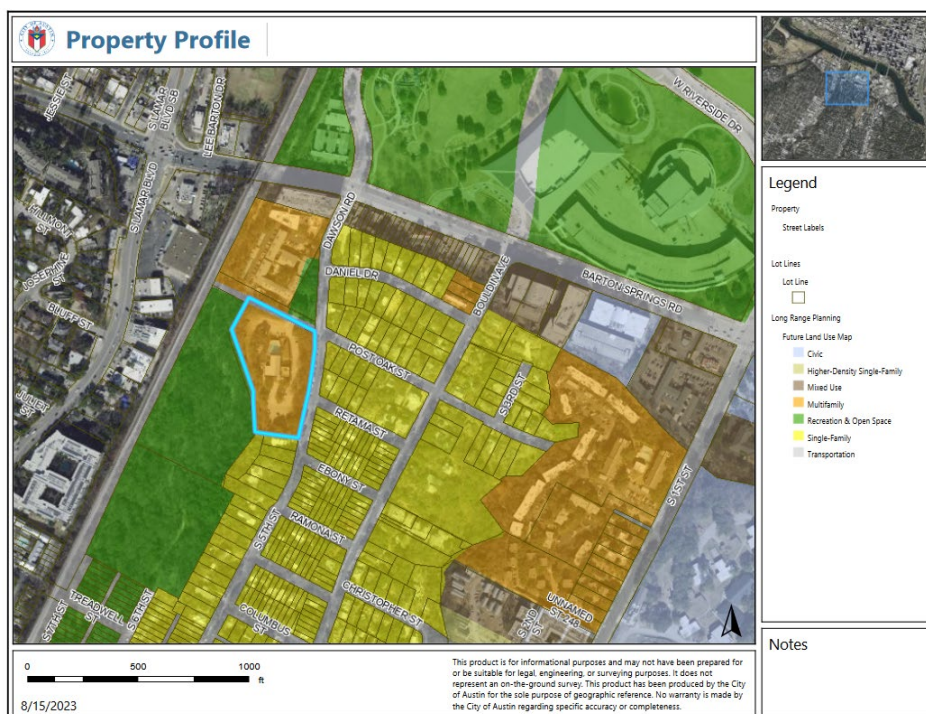 Property Profile
JESSIE ST
S LAMAR
BLVD SB
LEE BARTON DR
W RIVERSIDE DR
HILLMON
ST
S LAMAR BLVD
JOSEPHINE
ST
BLUFF ST
JULIET
ST
DAWSON RD
DANIEL DR
BOULDIN AVE
BARTON SPRINGS RD
POST OAK ST
S 3RD ST
RETAMA ST
EBONY ST
S 1ST ST
RAMONA ST
S 5TH ST
CHRISTOPHER ST
COLUMBUS
ST
TREADWELL
ST
S 7TH ST
S 6TH ST
S 2ND
ST
UNNAMED
ST 248
Legend
Property
Street Labels
Lot Lines
Lot Line
Long Range Planning
Future Land Use Map
Civic
Higher-Density Single-Family
Mixed Use
Multifamily
Recreation & Open Space
Single-Family
Transportation
Notes
0 500 1000
ft
8/15/2023
This product is for informational purposes and may not have been prepared for
or be suitable for legal, engineering, or surveying purposes. It does not
represent an on-the-ground survey. This product has been produced by the City
of Austin for the sole purpose of geographic reference. No warranty is made by
the City of Austin regarding specific accuracy or completeness.